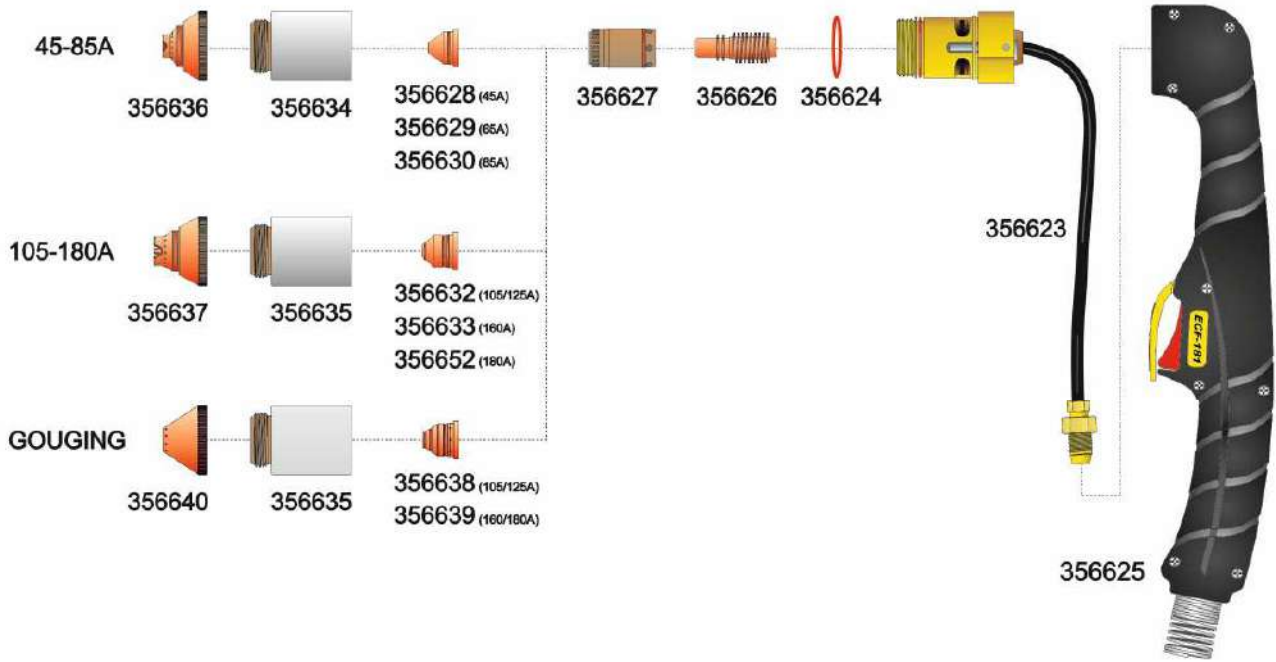 45-85A
356636
356634
356628 (45A)
356629 (65A)
356630 (85A)
356627
356626
356624
356623
105-180A
356637
356635
356632 (105/125A)
356633 (160A)
356652 (180A)
EGF-181
GOUGING
356640
356635
356638 (105/125A)
356639 (160/180A)
356625